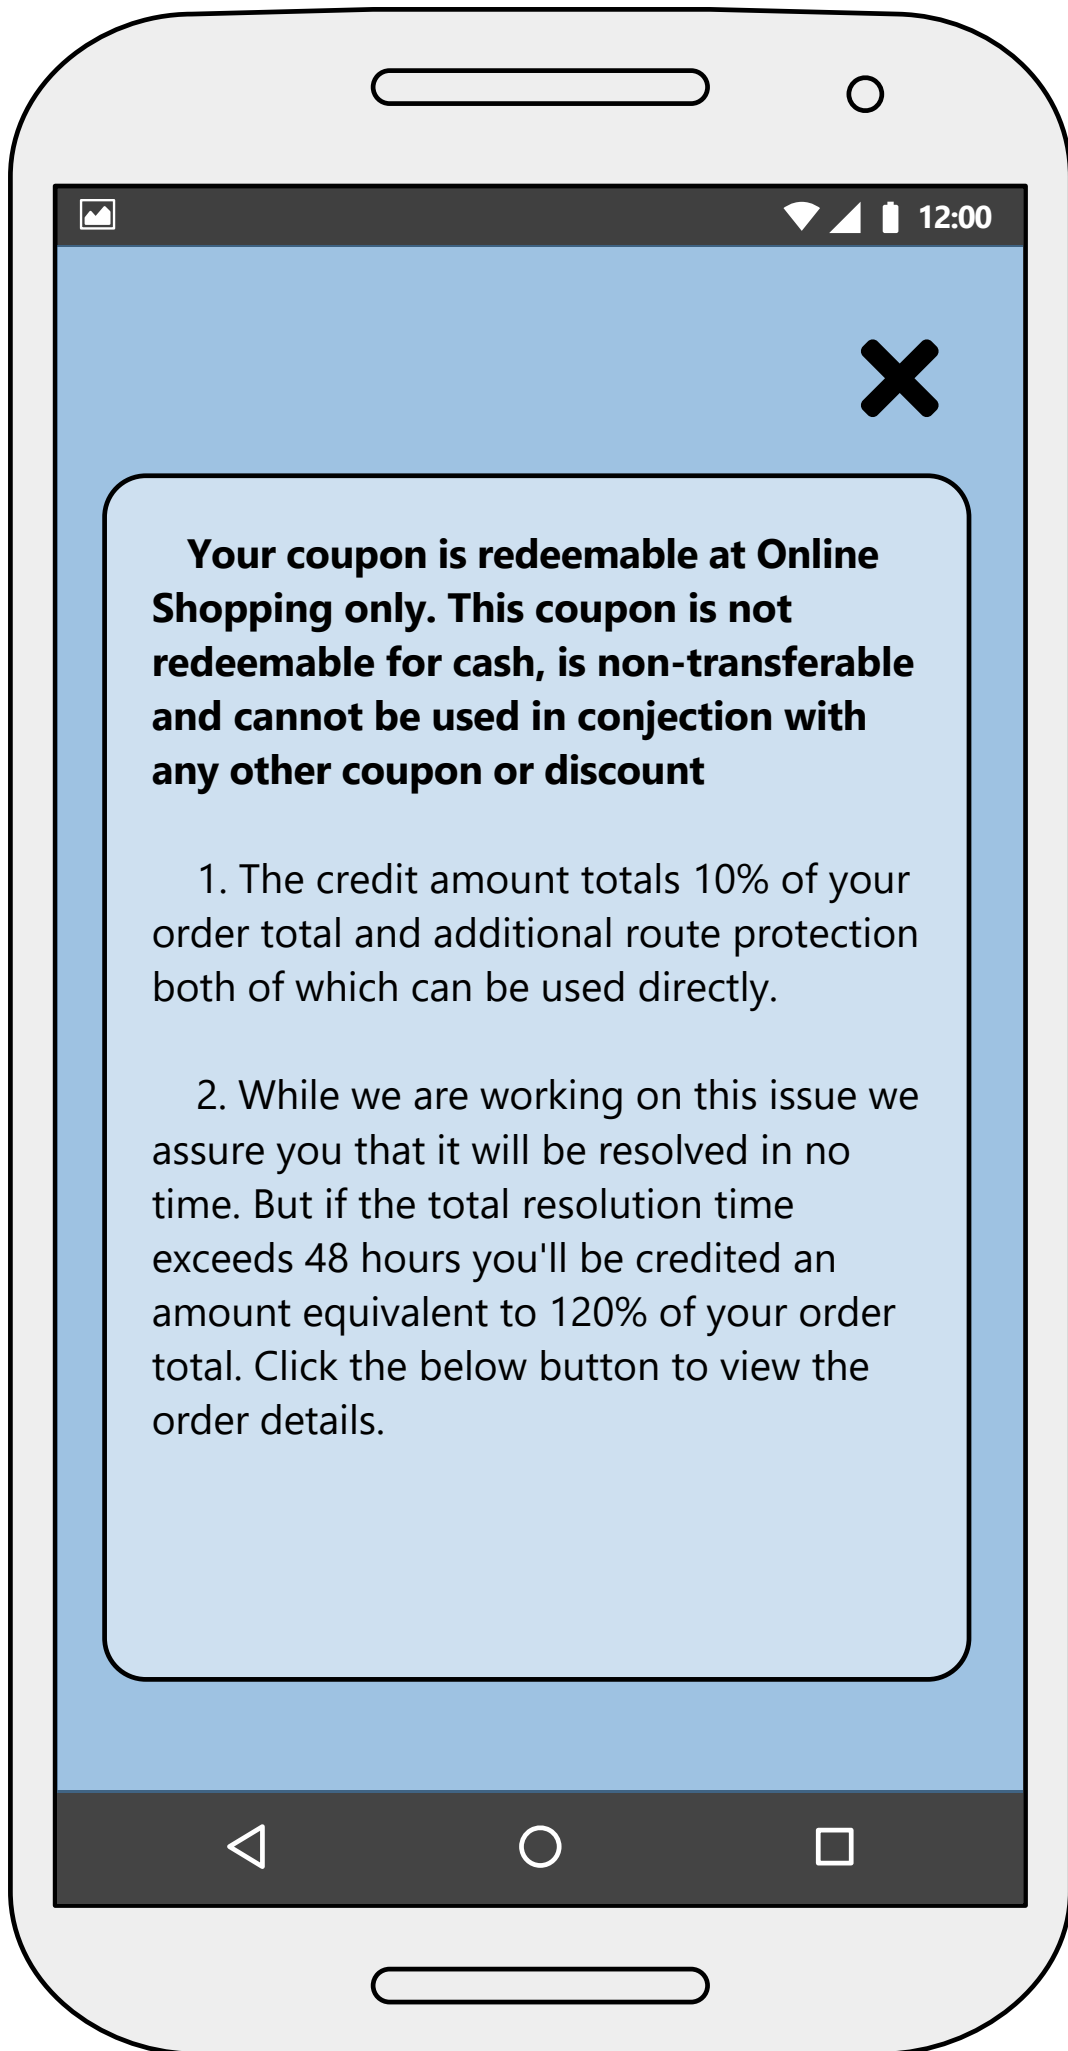 12:00
Your coupon is redeemable at Online
Shopping only. This coupon is not
redeemable for cash, is non-transferable
and cannot be used in conjection with
any other coupon or discount
1. The credit amount totals 10% of your
order total and additional route protection
both of which can be used directly.
2. While we are working on this issue we
assure you that it will be resolved in no
time. But if the total resolution time
exceeds 48 hours you'll be credited an
amount equivalent to 120% of your order
total. Click the below button to view the
order details.